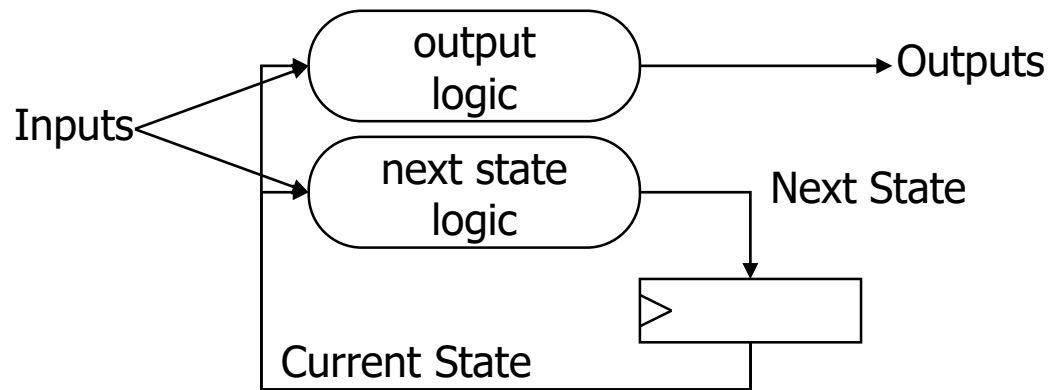 output
logic
Outputs
Inputs
next state
logic
Next State
Current State